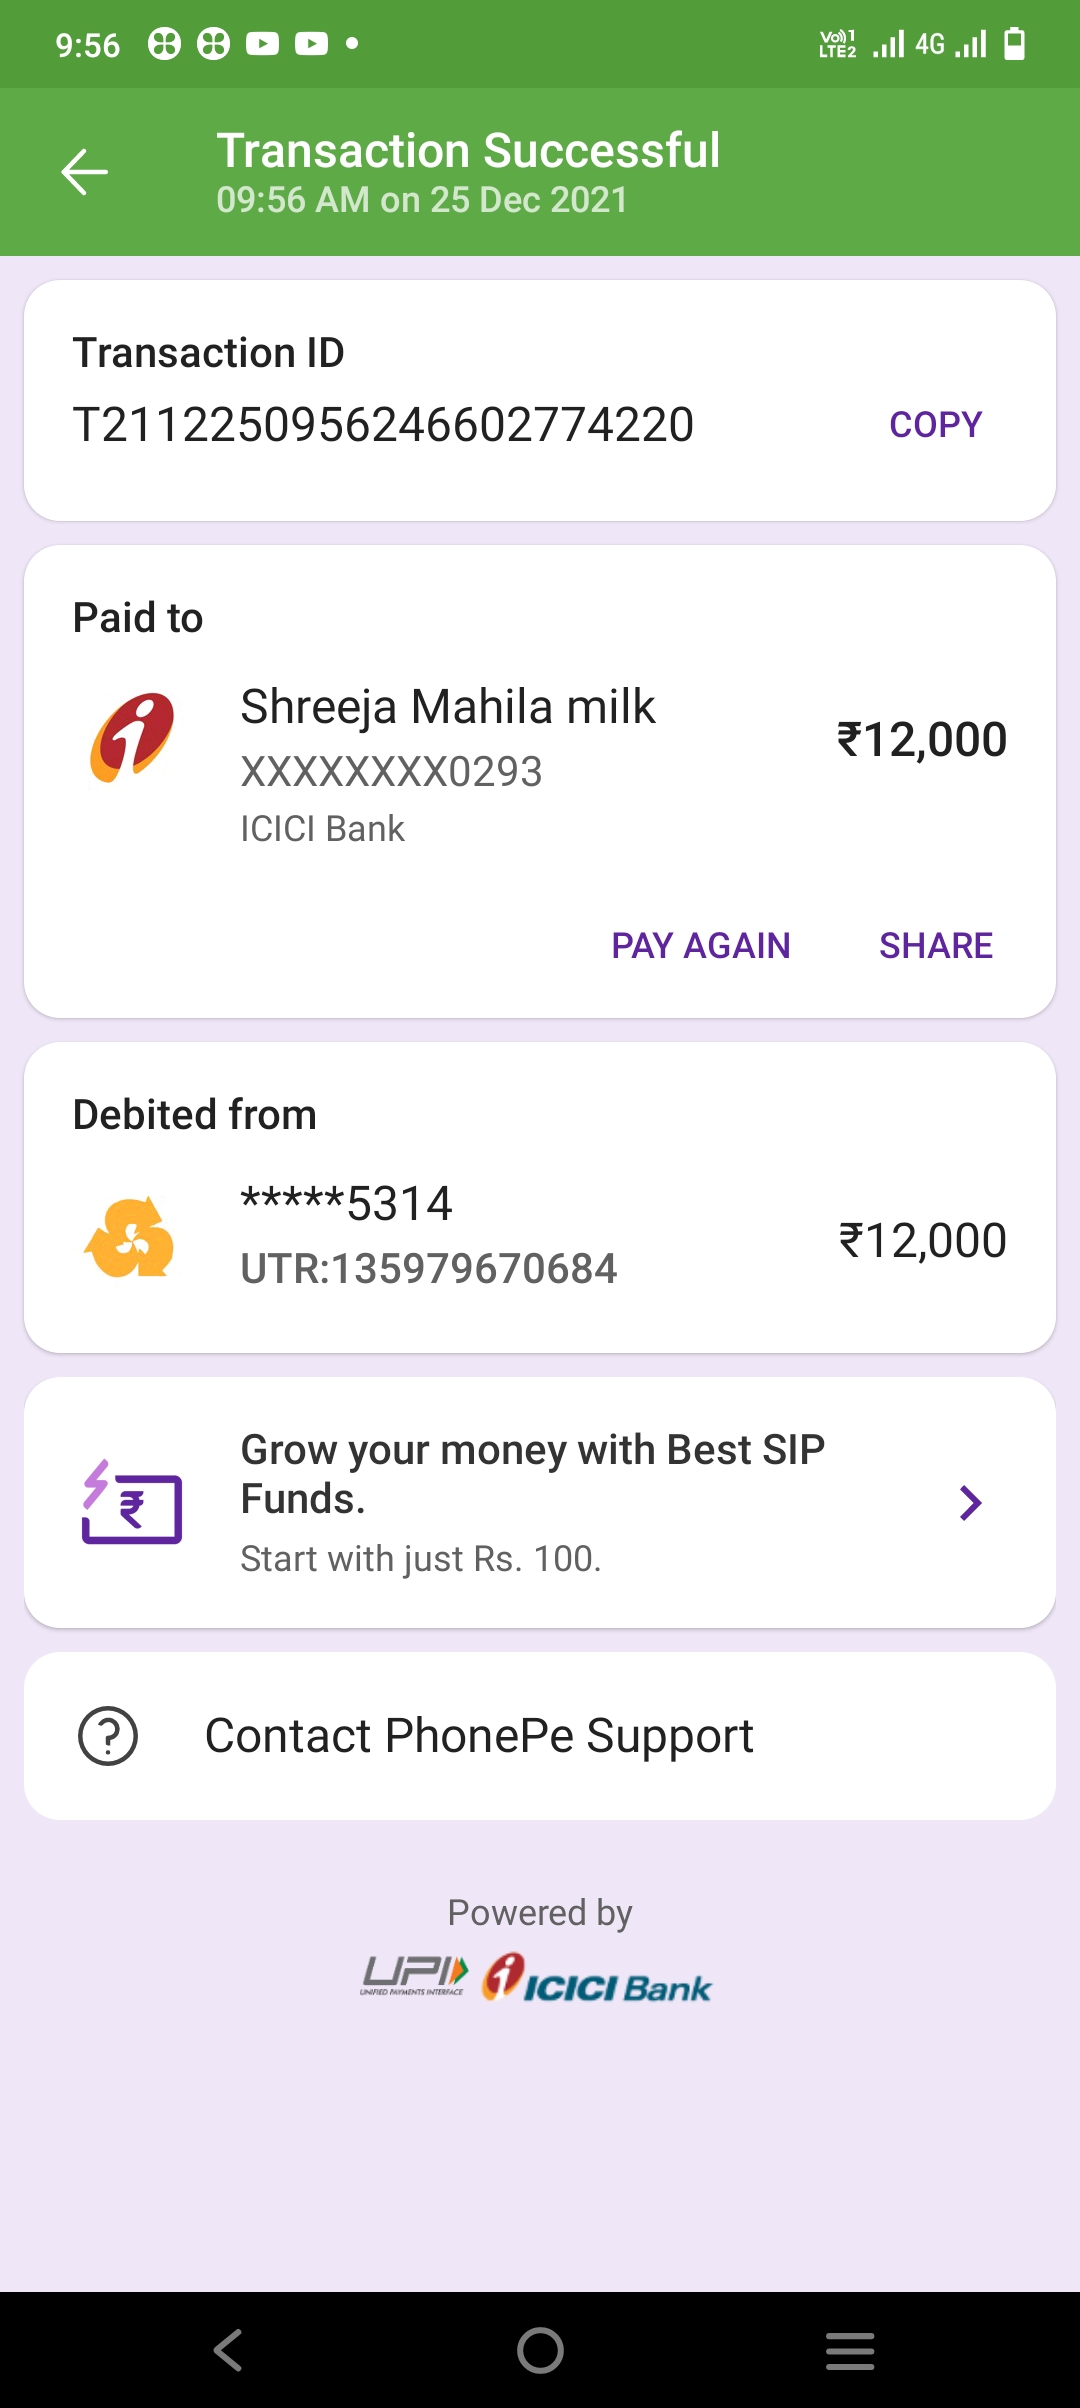 9:56
Vo)) 1
LTE2
4G
Transaction Successful
09:56 AM on 25 Dec 2021
Transaction ID
T2112250956246602774220
COPY
Paid to
Shreeja Mahila milk
XXXXXXXX0293
ICICI Bank
₹12,000
PAY AGAIN
SHARE
Debited from
*****5314
UTR:135979670684
₹12,000
Grow your money with Best SIP
Funds.
Start with just Rs. 100.
Contact PhonePe Support
Powered by
UPI
UNIFIED PAYMENTS INTERFACE
ICICI Bank